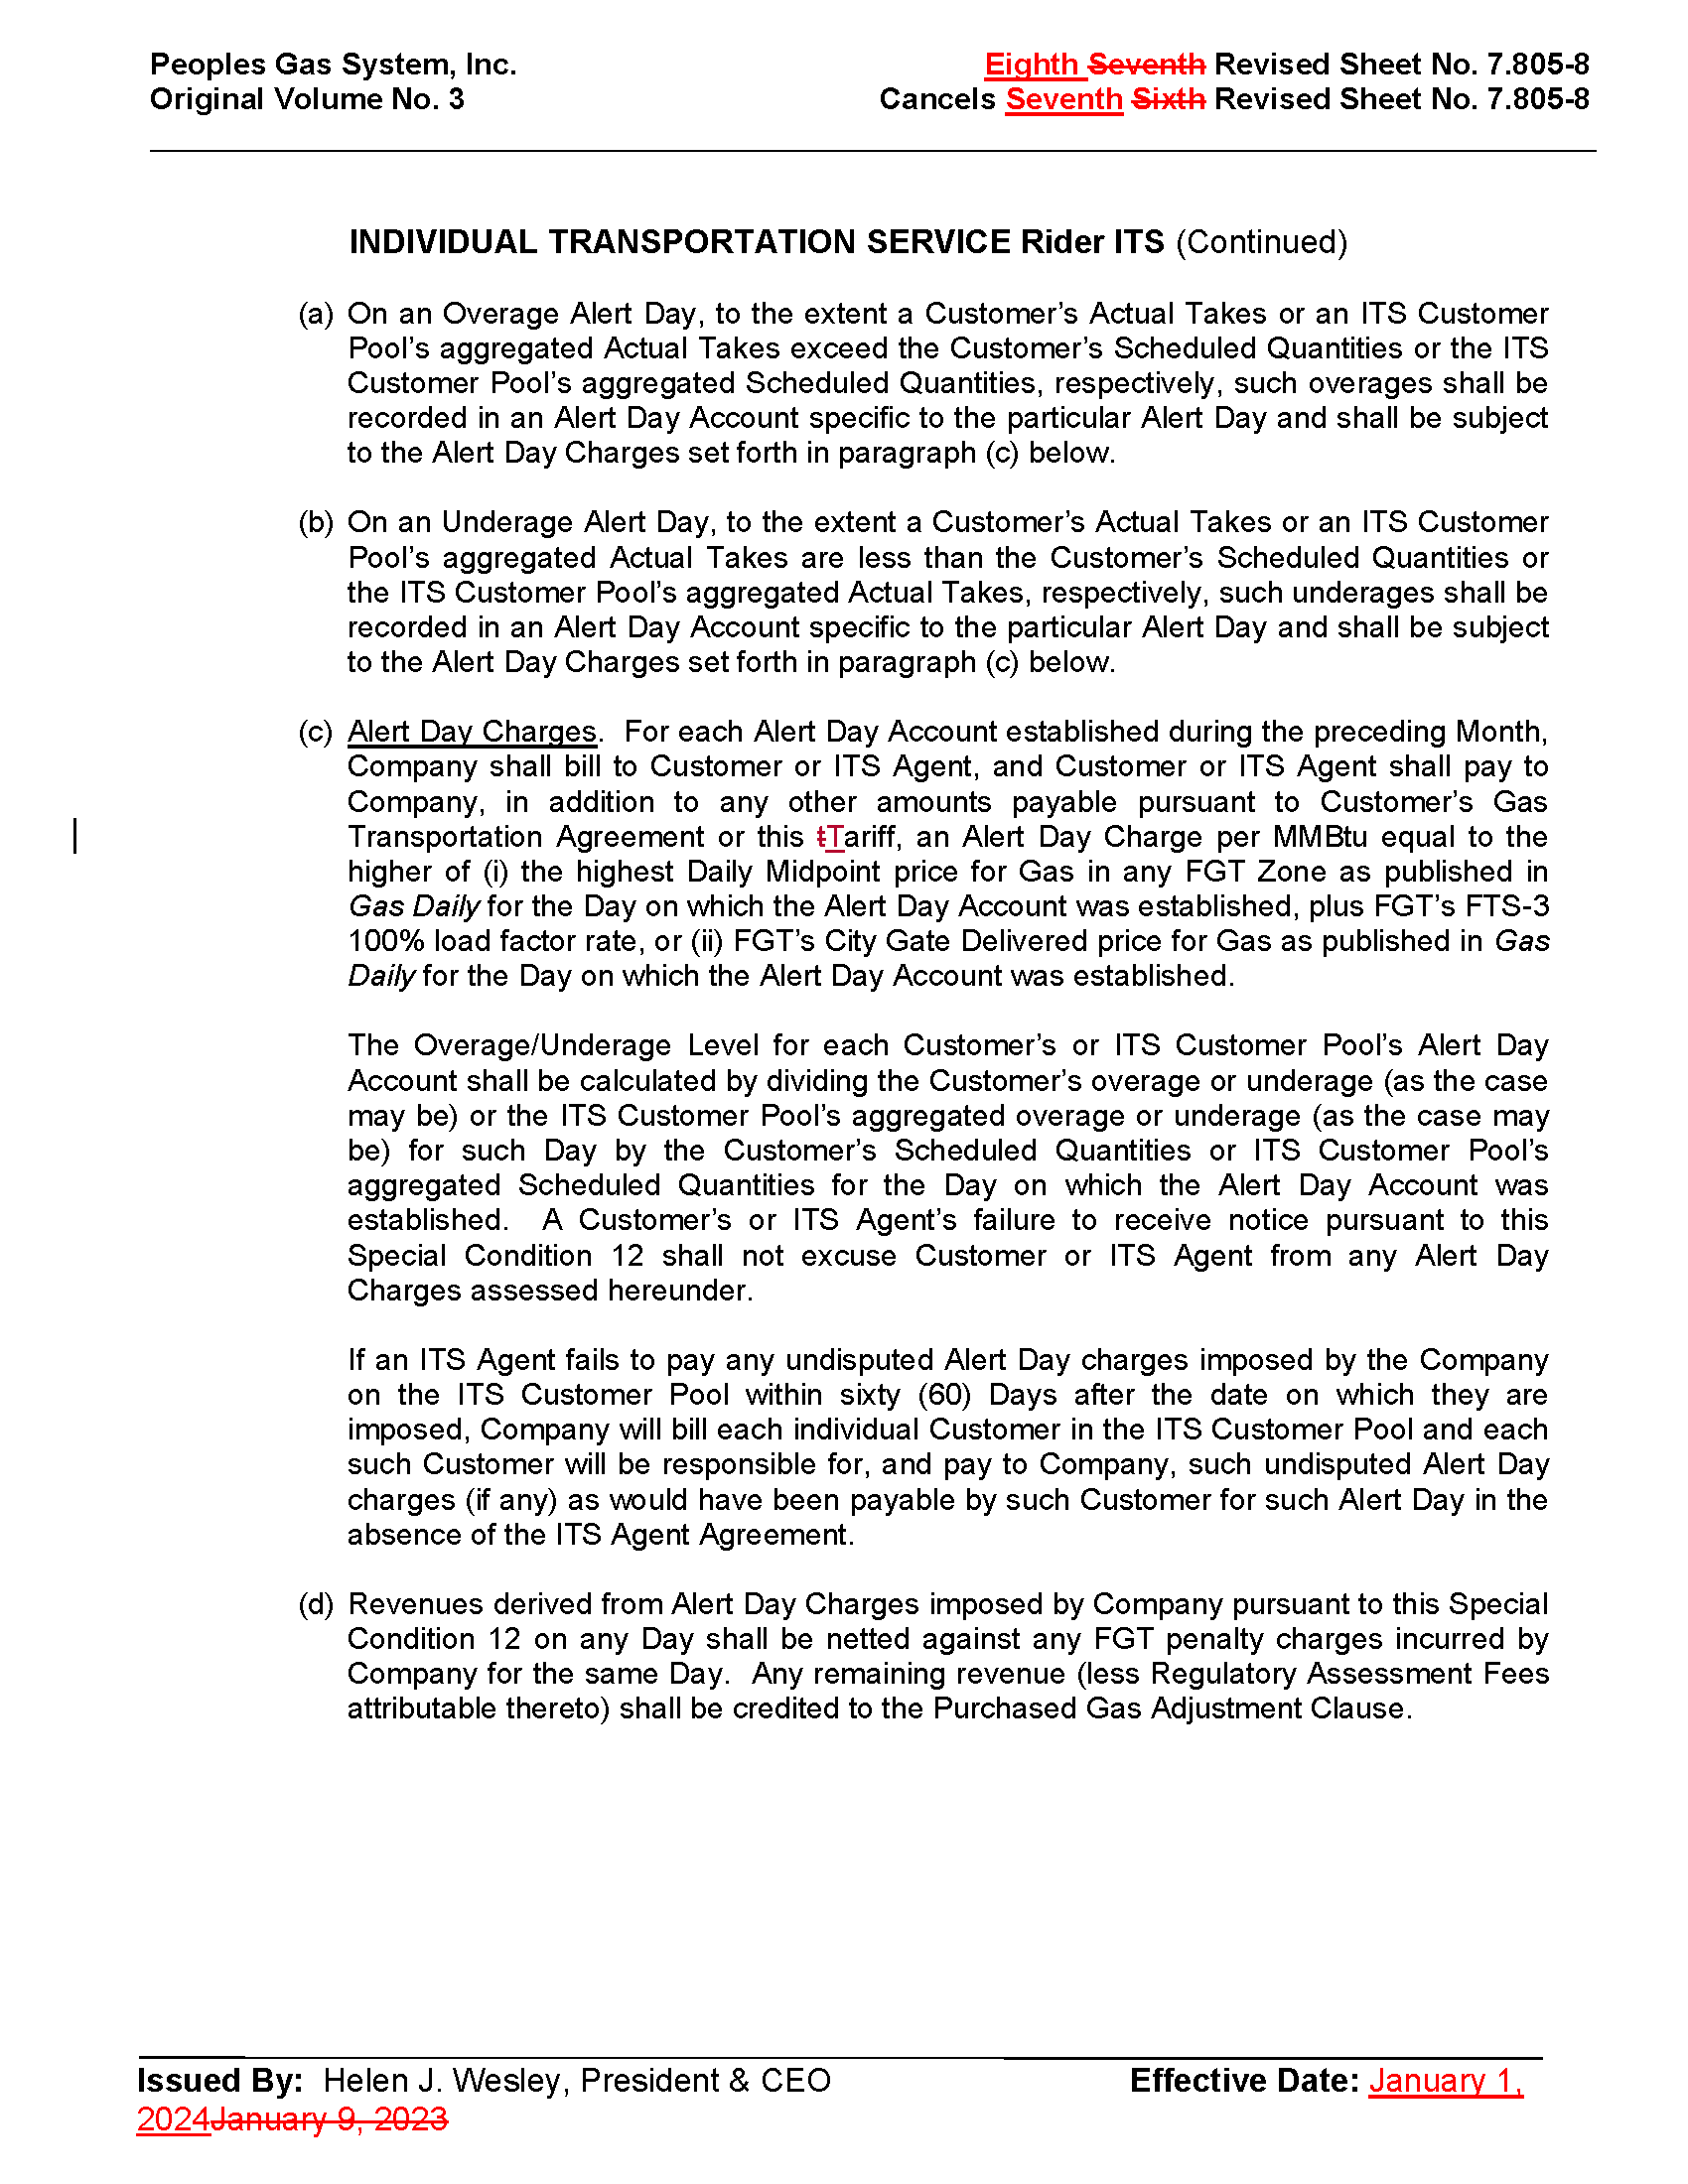 Peoples Gas System, Inc. Eighth Seventh Revised Sheet No. 7.805-8
Original Volume No. 3 Cancels Seventh Sixth Revised Sheet No. 7.805-8
INDIVIDUAL TRANSPORTATION SERVICE Rider ITS (Continued)
(a) On an Overage Alert Day, to the extent a Customer’s Actual Takes or an ITS Customer
Pool’s aggregated Actual Takes exceed the Customer’s Scheduled Quantities or the ITS
Customer Pool’s aggregated Scheduled Quantities, respectively, such overages shall be
recorded in an Alert Day Account specific to the particular Alert Day and shall be subject
to the Alert Day Charges set forth in paragraph (c) below.
(b) On an Underage Alert Day, to the extent a Customer’s Actual Takes or an ITS Customer
Pool’s aggregated Actual Takes are less than the Customer’s Scheduled Quantities or
the ITS Customer Pool’s aggregated Actual Takes, respectively, such underages shall be
recorded in an Alert Day Account specific to the particular Alert Day and shall be subject
to the Alert Day Charges set forth in paragraph (c) below.
(c) Alert Day Charges. For each Alert Day Account established during the preceding Month,
Company shall bill to Customer or ITS Agent, and Customer or ITS Agent shall pay to
Company, in addition to any other amounts payable pursuant to Customer’s Gas
Transportation Agreement or this tTariff, an Alert Day Charge per MMBtu equal to the
higher of (i) the highest Daily Midpoint price for Gas in any FGT Zone as published in
Gas Daily for the Day on which the Alert Day Account was established, plus FGT’s FTS-3
100% load factor rate, or (ii) FGT’s City Gate Delivered price for Gas as published in Gas
Daily for the Day on which the Alert Day Account was established.
The Overage/Underage Level for each Customer’s or ITS Customer Pool’s Alert Day
Account shall be calculated by dividing the Customer’s overage or underage (as the case
may be) or the ITS Customer Pool’s aggregated overage or underage (as the case may
be) for such Day by the Customer’s Scheduled Quantities or ITS Customer Pool’s
aggregated Scheduled Quantities for the Day on which the Alert Day Account was
established. A Customer’s or ITS Agent’s failure to receive notice pursuant to this
Special Condition 12 shall not excuse Customer or ITS Agent from any Alert Day
Charges assessed hereunder.
If an ITS Agent fails to pay any undisputed Alert Day charges imposed by the Company
on the ITS Customer Pool within sixty (60) Days after the date on which they are
imposed, Company will bill each individual Customer in the ITS Customer Pool and each
such Customer will be responsible for, and pay to Company, such undisputed Alert Day
charges (if any) as would have been payable by such Customer for such Alert Day in the
absence of the ITS Agent Agreement.
(d) Revenues derived from Alert Day Charges imposed by Company pursuant to this Special
Condition 12 on any Day shall be netted against any FGT penalty charges incurred by
Company for the same Day. Any remaining revenue (less Regulatory Assessment Fees
attributable thereto) shall be credited to the Purchased Gas Adjustment Clause.
Issued By: Helen J. Wesley, President & CEO Effective Date: January 1,
2024January 9, 2023